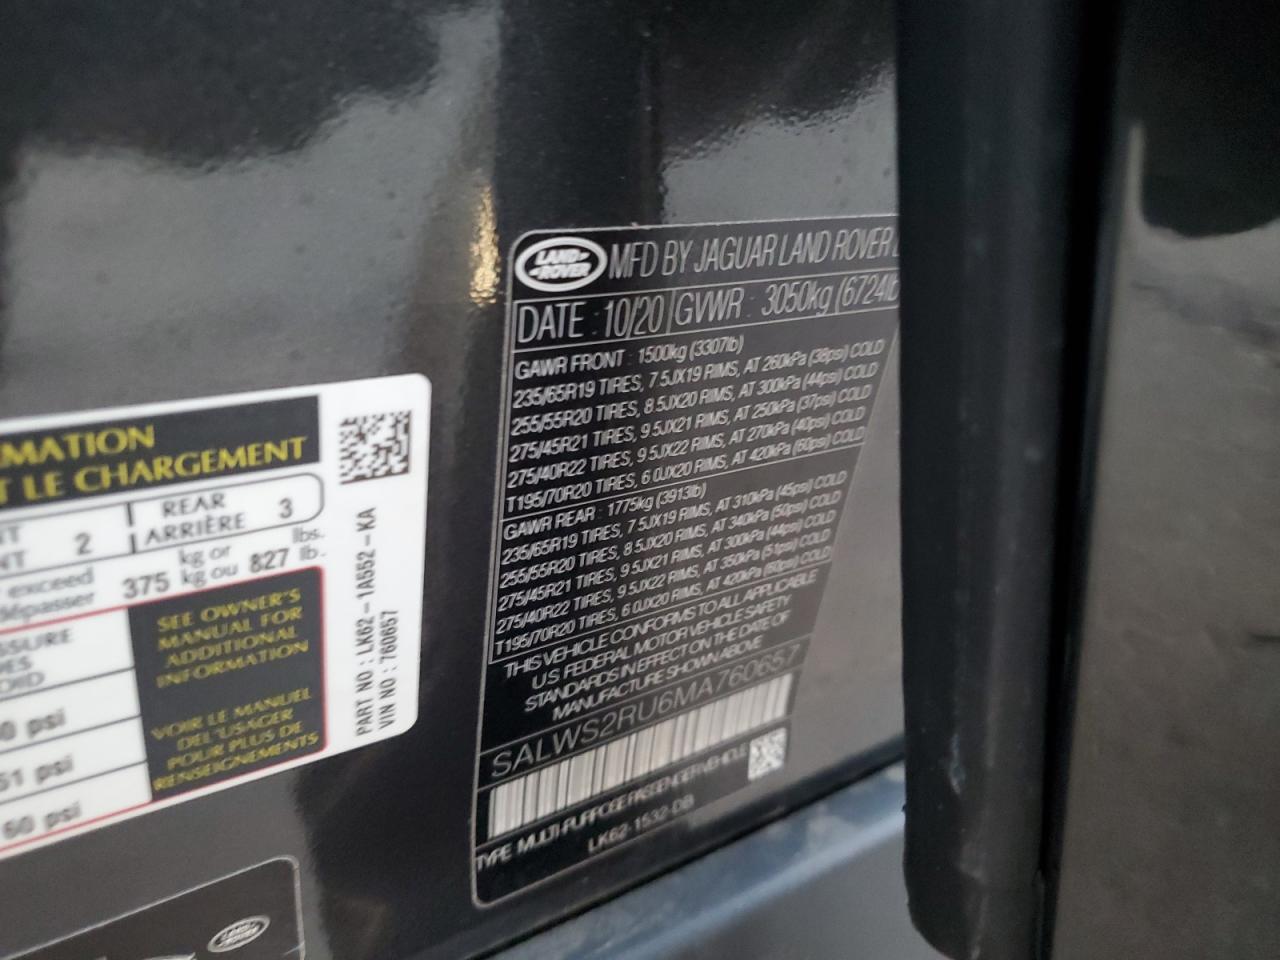 LAND-
-ROVER
MFD BY JAGUAR LAND ROVER
DATE : 10/20 GVWR : 3050kg (6724lb
GAWR FRONT : 1500kg (3307lb)
235/65R19 TIRES, 7.5JX19 RIMS, AT 260kPa (38psi) COLD
255/55R20 TIRES, 8.5JX20 RIMS, AT 300kPa (44psi) COLD
275/45R21 TIRES, 9.5JX21 RIMS, AT 250kPa (37psi) COLD
275/40R22 TIRES, 9.5JX22 RIMS, AT 270kPa (40psi) COLD
T195/70R20 TIRES, 6.0JX20 RIMS, AT 420kPa (60psi) COLD
GAWR REAR : 1775kg (3913lb)
235/65R19 TIRES, 7.5JX19 RIMS, AT 310kPa (45psi) COLD
255/55R20 TIRES, 8.5JX20 RIMS, AT 340kPa (50psi) COLD
275/45R21 TIRES, 9.5JX21 RIMS, AT 300kPa (44psi) COLD
275/40R22 TIRES, 9.5JX22 RIMS, AT 350kPa (51psi) COLD
T195/70R20 TIRES, 6.0JX20 RIMS, AT 420kPa (60psi) COLD
THIS VEHICLE CONFORMS TO ALL APPLICABLE
U.S. FEDERAL MOTOR VEHICLE SAFETY
STANDARDS IN EFFECT ON THE DATE OF
MANUFACTURE SHOWN ABOVE
SALWS2RU6MA760657
TYPE MULTI-PURPOSE PASSENGER VEHICLE
LK62-1532-DB
MATION
T LE CHARGEMENT
NT 2 REAR ARRIÈRE 3
exceed 375 kg or 827 lbs.
dépasser kg ou lb.
SSURE
SEE OWNER'S
MANUAL FOR
ADDITIONAL
INFORMATION
VOIR LE MANUEL
DE L'USAGER
POUR PLUS DE
RENSEIGNEMENTS
0 psi
51 psi
60 psi
PART NO : LK62-1A552-KA
VIN NO : 760657
LAND-
-ROVER